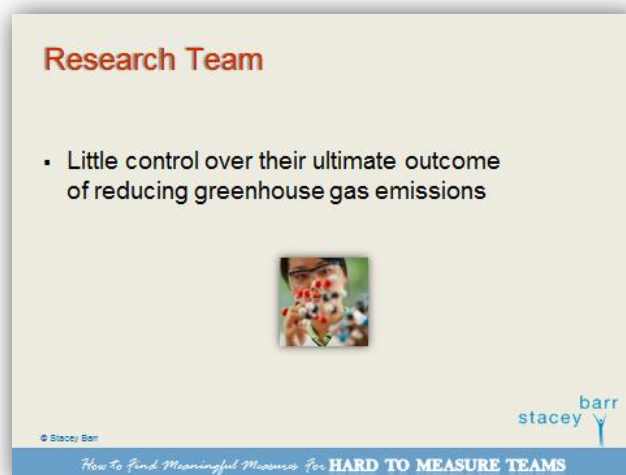 Research Team
▪ Little control over their ultimate outcome
of reducing greenhouse gas emissions
barr
stacey
© Stacey Barr
How to Find Meaningful Measures For HARD TO MEASURE TEAMS